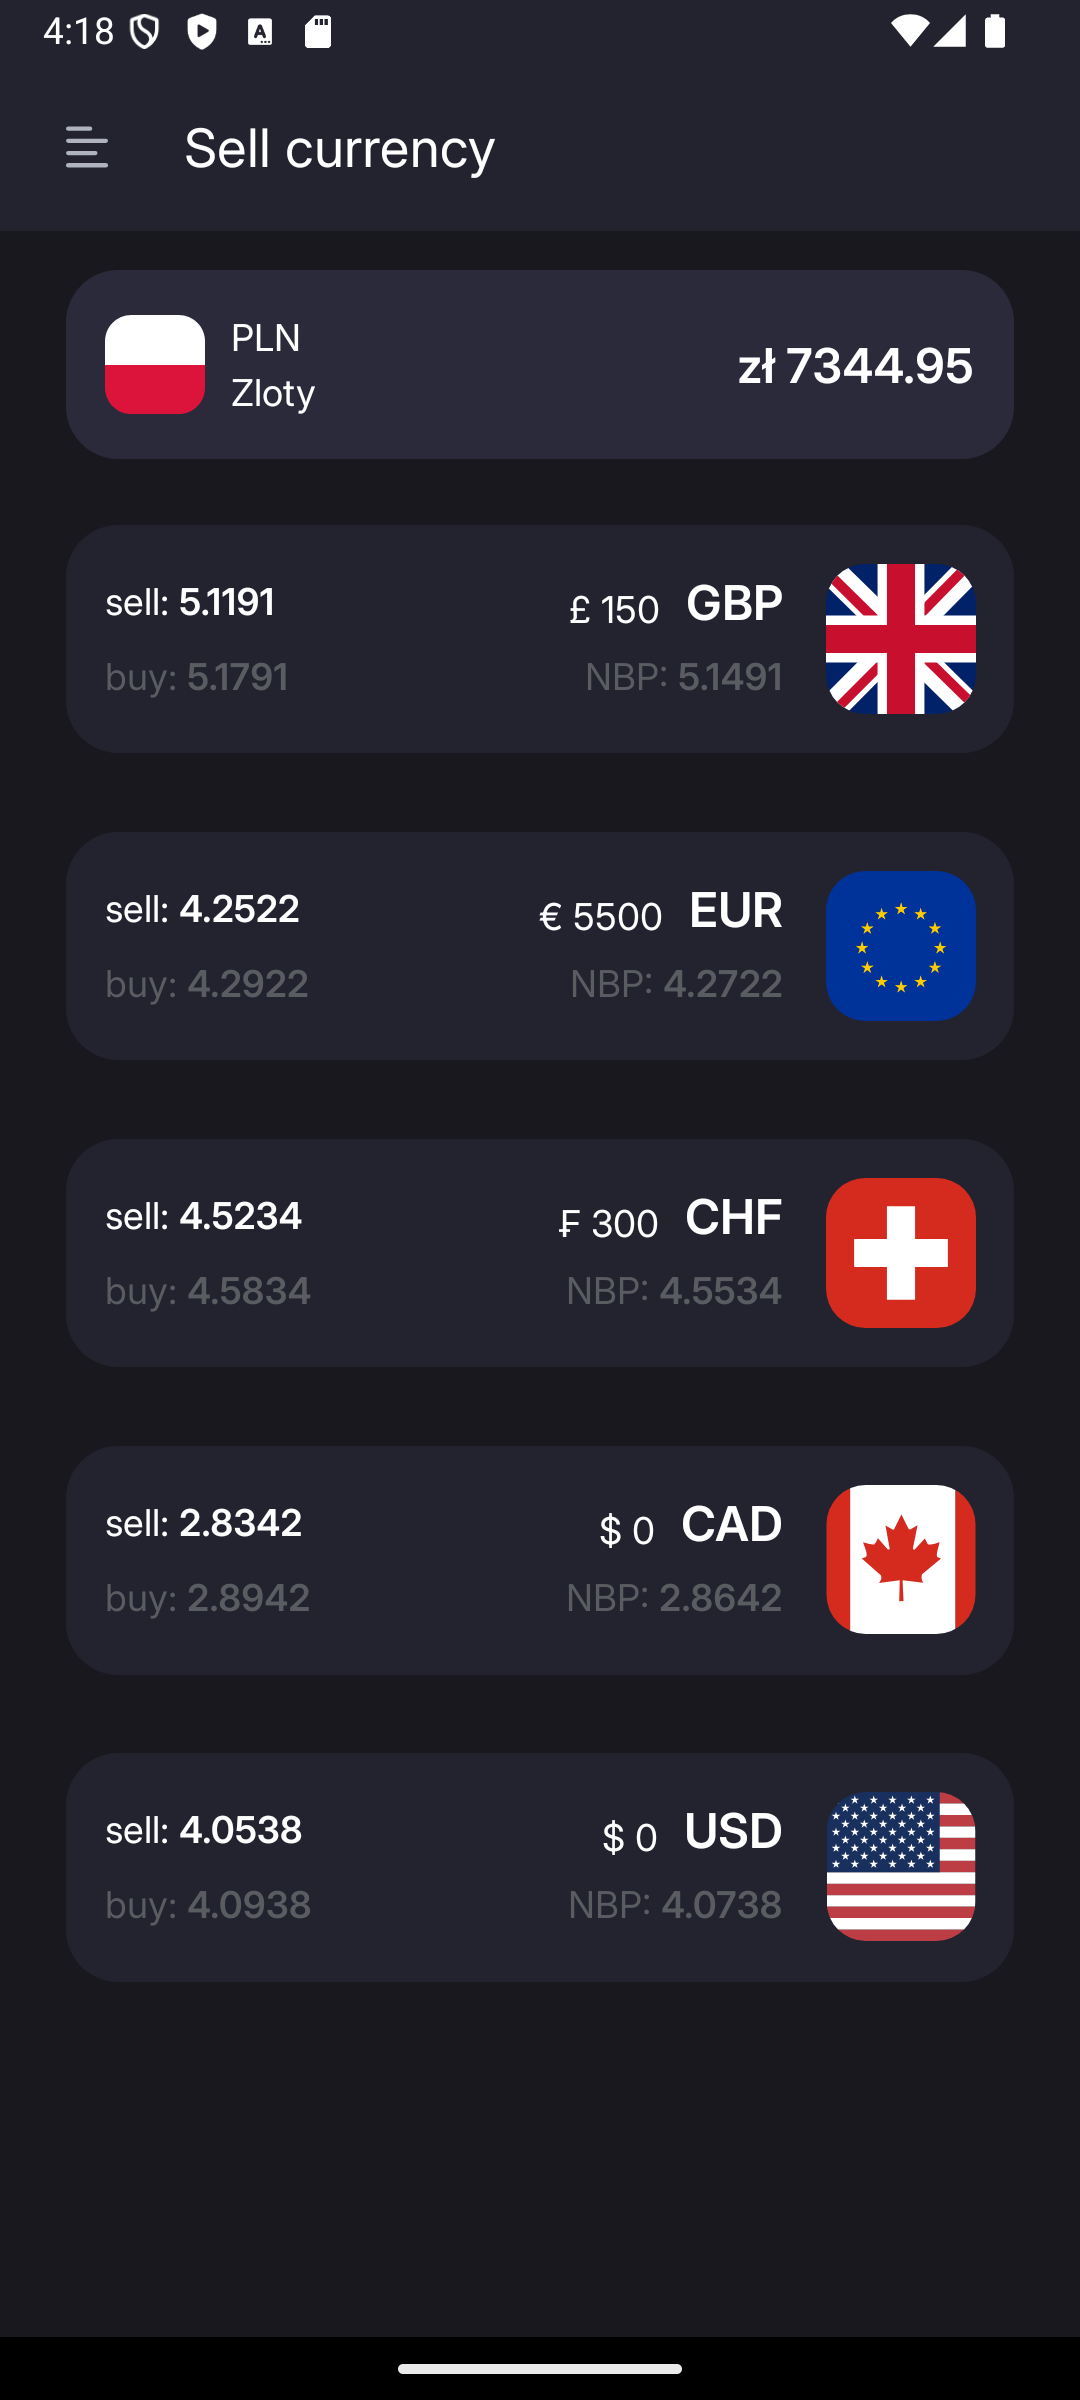 4:18
Sell currency
PLN
Zloty
zł 7344.95
sell: 5.1191
£ 150 GBP
buy: 5.1791
NBP: 5.1491
sell: 4.2522
€ 5500 EUR
buy: 4.2922
NBP: 4.2722
sell: 4.5234
₣ 300 CHF
buy: 4.5834
NBP: 4.5534
sell: 2.8342
$ 0 CAD
buy: 2.8942
NBP: 2.8642
sell: 4.0538
$ 0 USD
buy: 4.0938
NBP: 4.0738